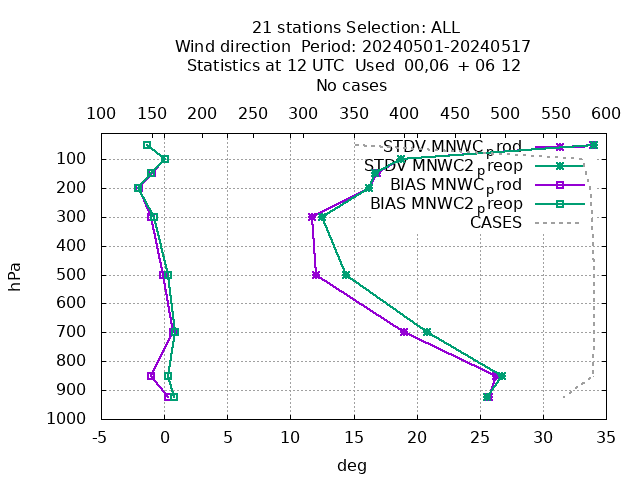 21 stations Selection: ALL
Wind direction  Period: 20240501-20240517
Statistics at 12 UTC  Used  00,06  + 06 12
No cases
100 150 200 250 300 350 400 450 500 550 600
STDV MNWC_prod
STDV MNWC2_preop
BIAS MNWC_prod
BIAS MNWC2_preop
CASES
100
200
300
400
500
600
700
800
900
1000
hPa
-5 0 5 10 15 20 25 30 35
deg